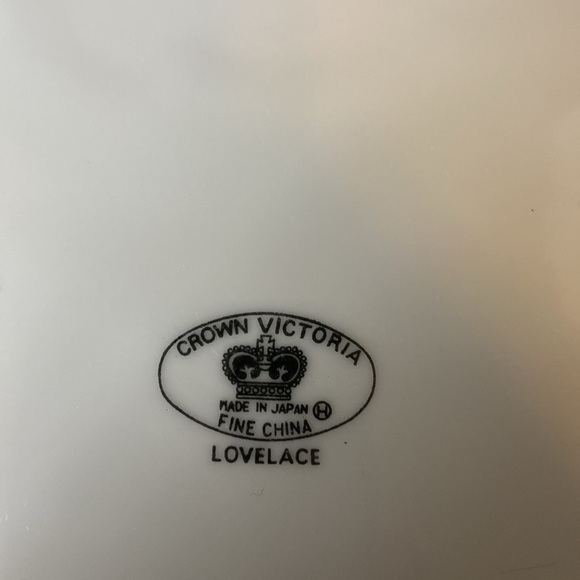 CROWN VICTORIA
MADE IN JAPAN H
FINE CHINA
LOVELACE